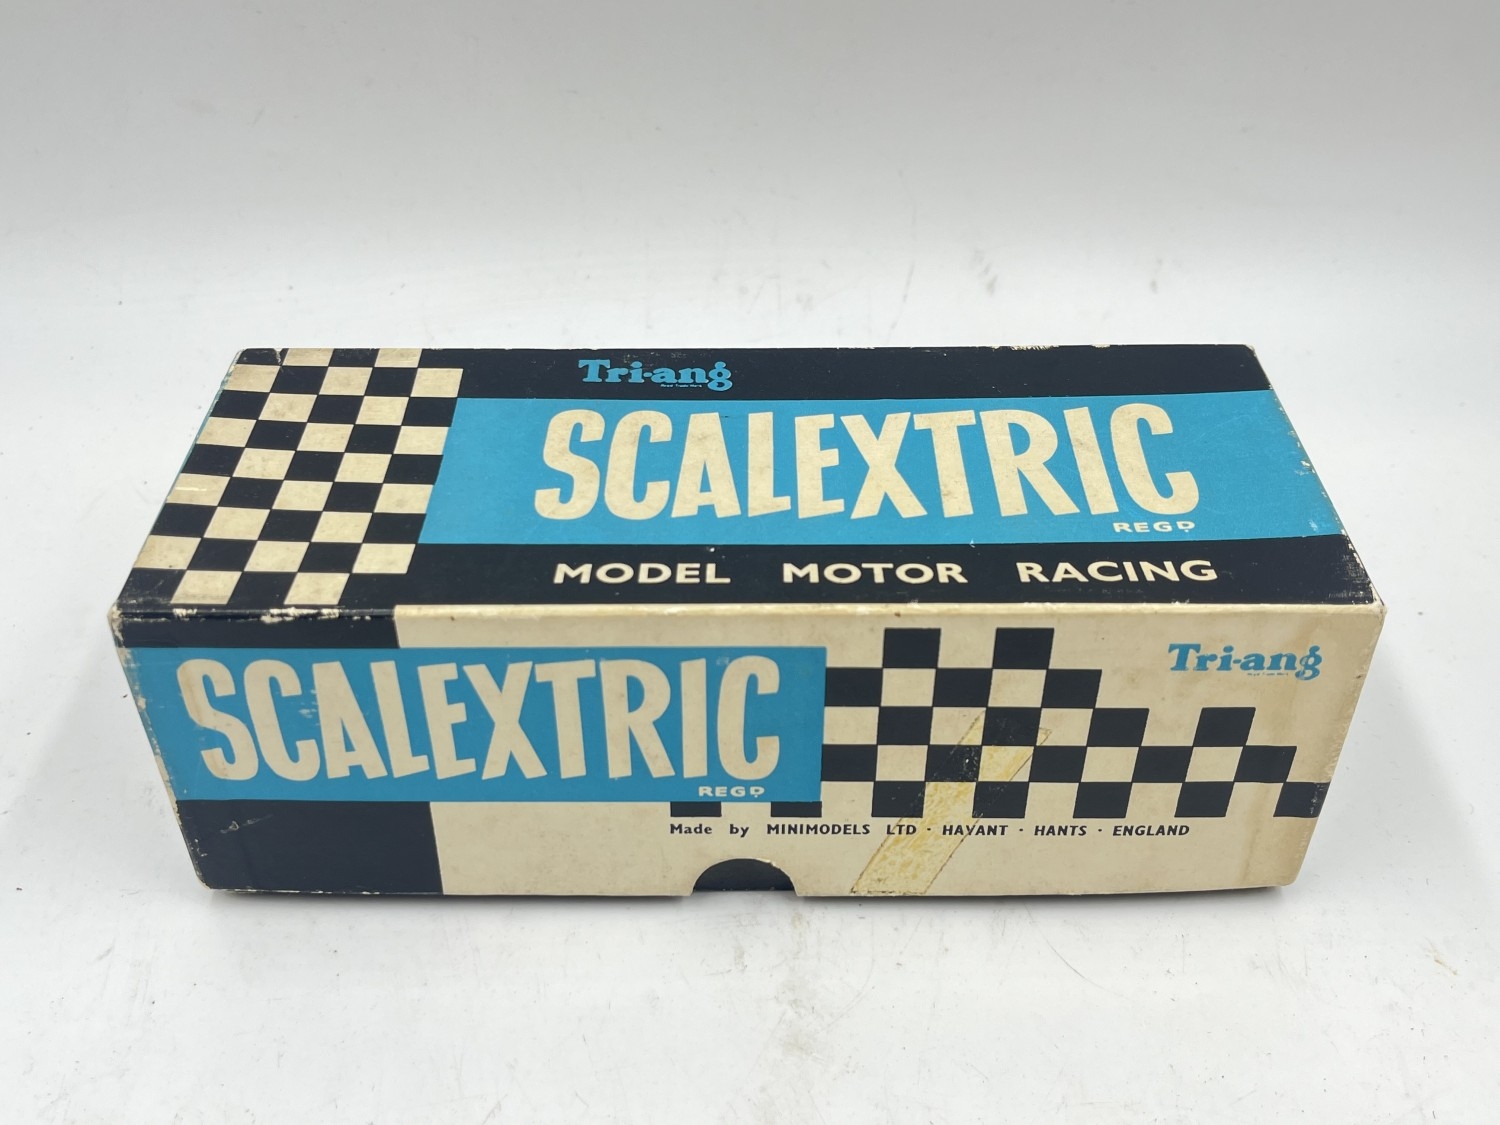 Tri-ang
SCALEXTRIC
REGD.
MODEL MOTOR RACING
SCALEXTRIC
REGD.
Tri-ang
Made by MINIMODELS LTD · HAVANT · HANTS · ENGLAND